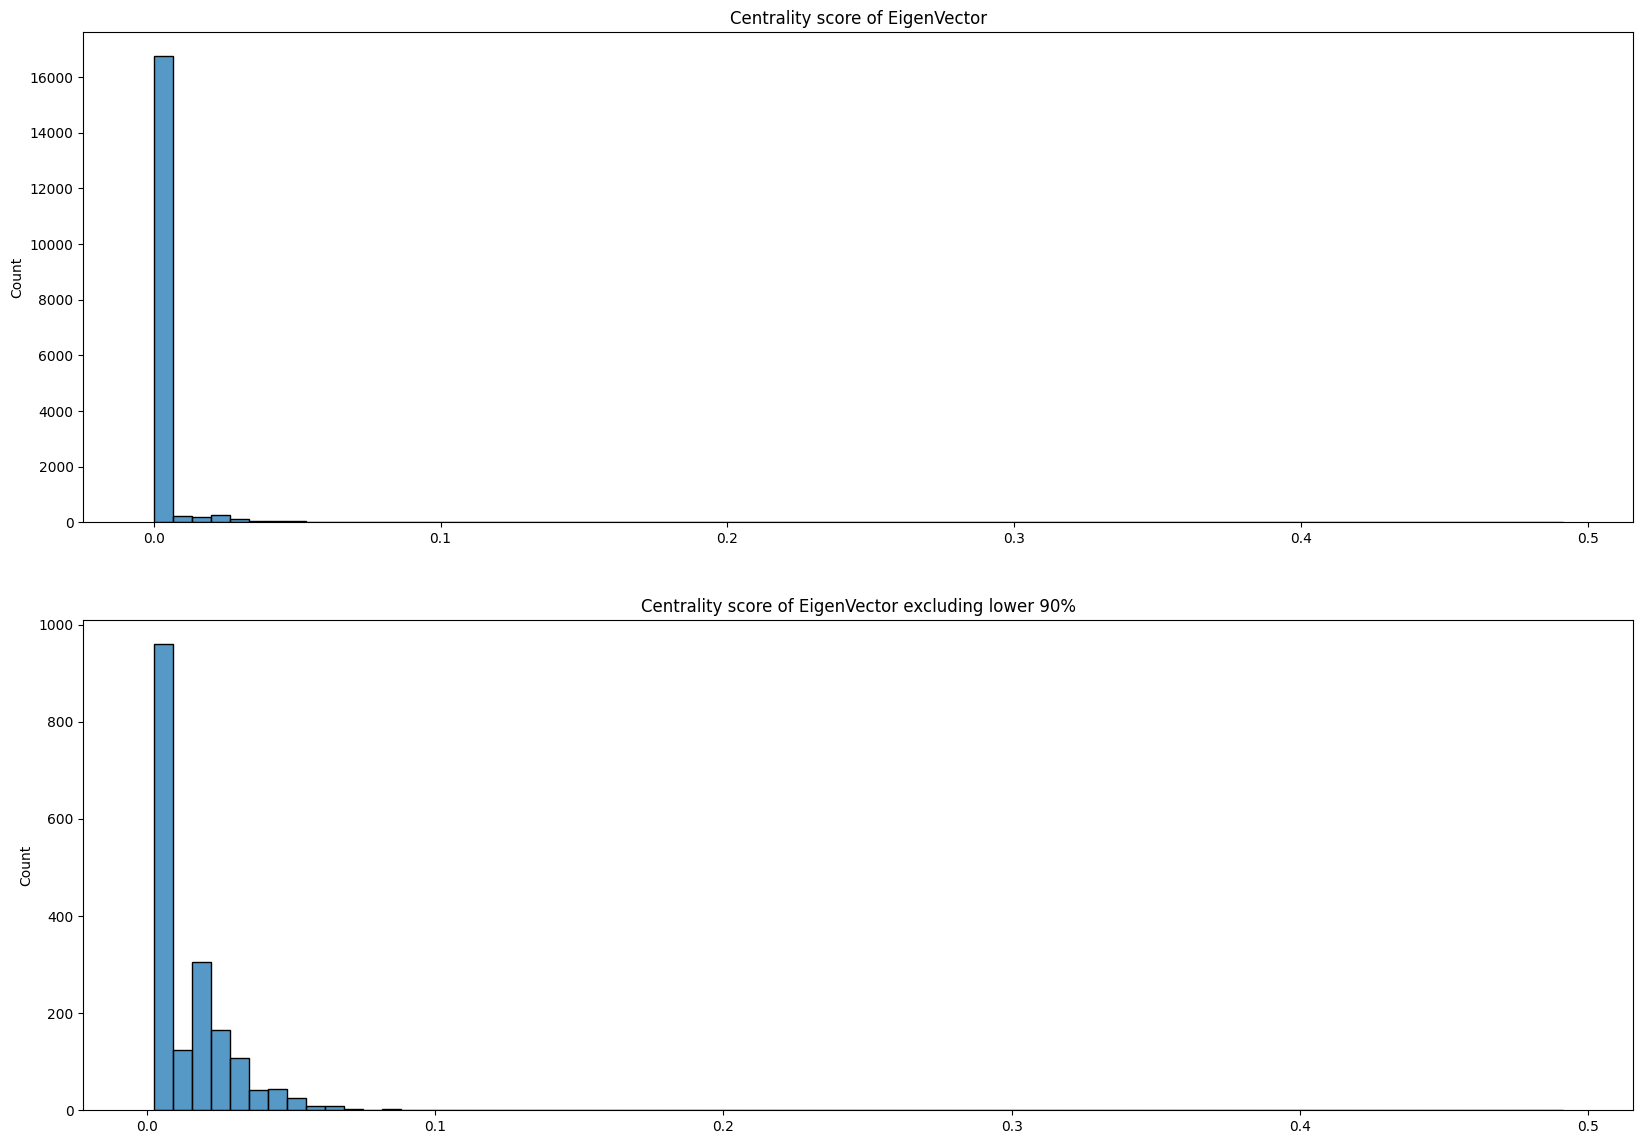 Centrality score of EigenVector
16000
14000
12000
10000
8000
6000
4000
2000
0
Count
0.0 0.1 0.2 0.3 0.4 0.5
Centrality score of EigenVector excluding lower 90%
1000
800
600
400
200
0
Count
0.0 0.1 0.2 0.3 0.4 0.5